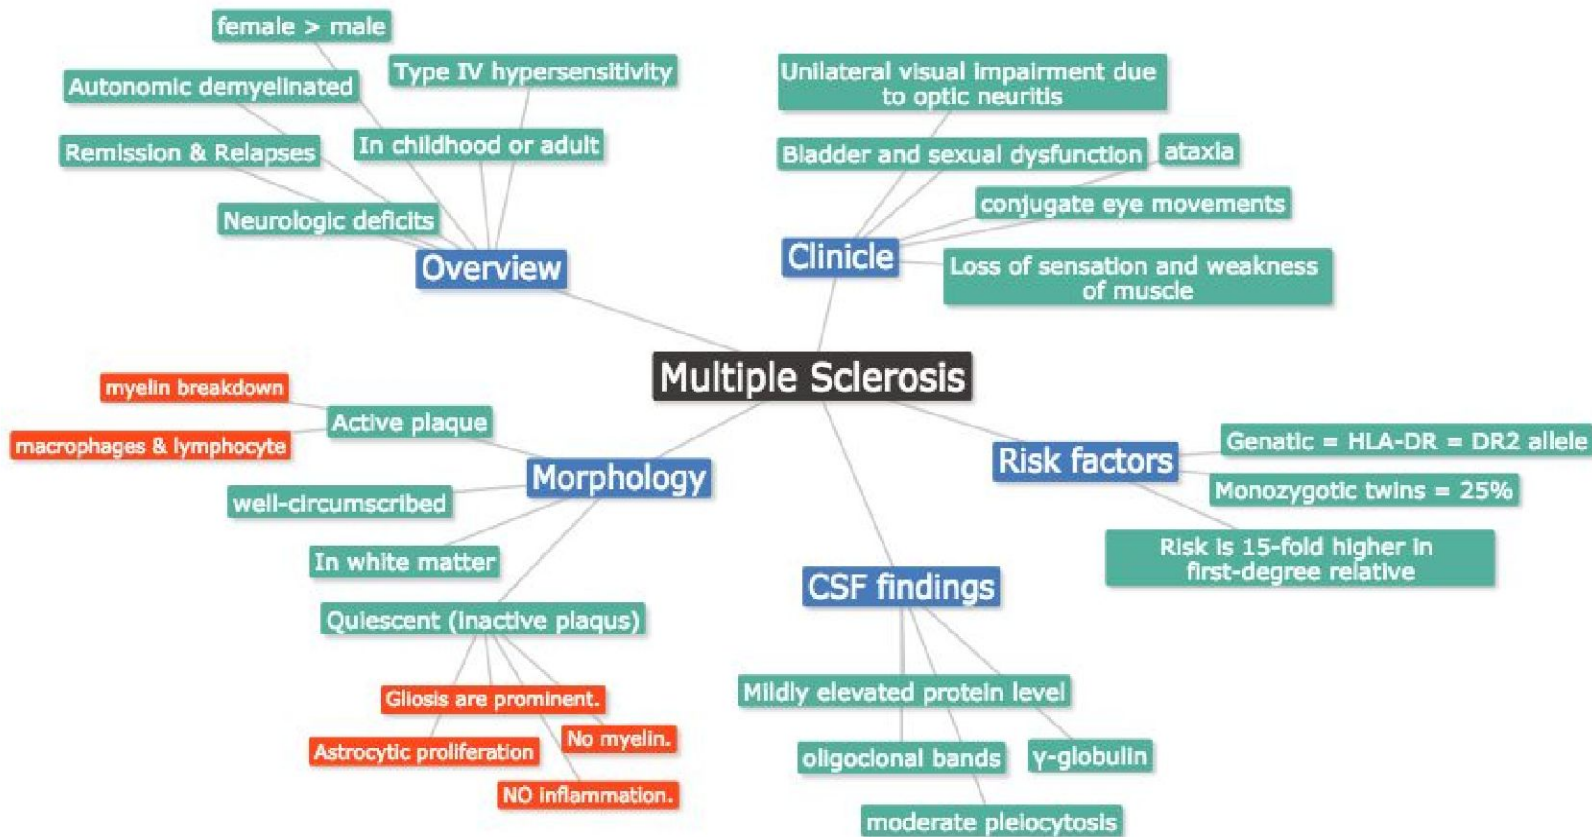 female > male
Type IV hypersensitivity
Autonomic demyelinated
In childhood or adult
Remission & Relapses
Neurologic deficits
Overview
Unilateral visual impairment due
to optic neuritis
Bladder and sexual dysfunction
ataxia
conjugate eye movements
Clinicle
Loss of sensation and weakness
of muscle
Multiple Sclerosis
myelin breakdown
Active plaque
macrophages & lymphocyte
Morphology
well-circumscribed
In white matter
Quiescent (inactive plaqus)
Gliosis are prominent.
No myelin.
Astrocytic proliferation
NO inflammation.
Risk factors
Genatic = HLA-DR = DR2 allele
Monozygotic twins = 25%
Risk is 15-fold higher in
first-degree relative
CSF findings
Mildly elevated protein level
oligoclonal bands
γ-globulin
moderate pleiocytosis